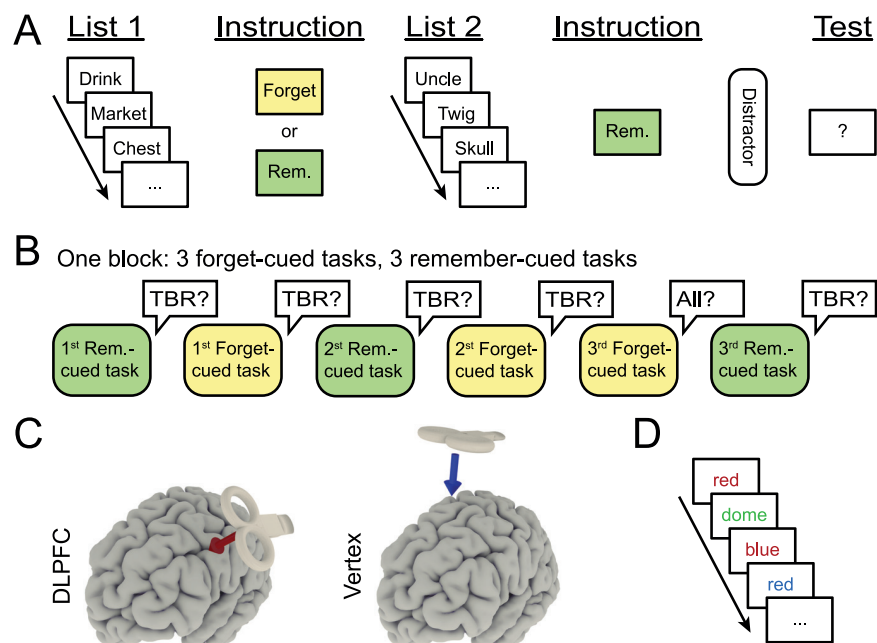 A
List 1 Instruction List 2 Instruction Test
Drink
Market
Chest
...
Forget
or
Rem.
Uncle
Twig
Skull
...
Rem.
Distractor
?
B
One block: 3 forget-cued tasks, 3 remember-cued tasks
TBR? TBR? TBR? TBR? All? TBR?
1st Rem.-
cued task
1st Forget-
cued task
2st Rem.-
cued task
2st Forget-
cued task
3rd Forget-
cued task
3rd Rem.-
cued task
C
DLPFC
Vertex
D
red
dome
blue
red
...